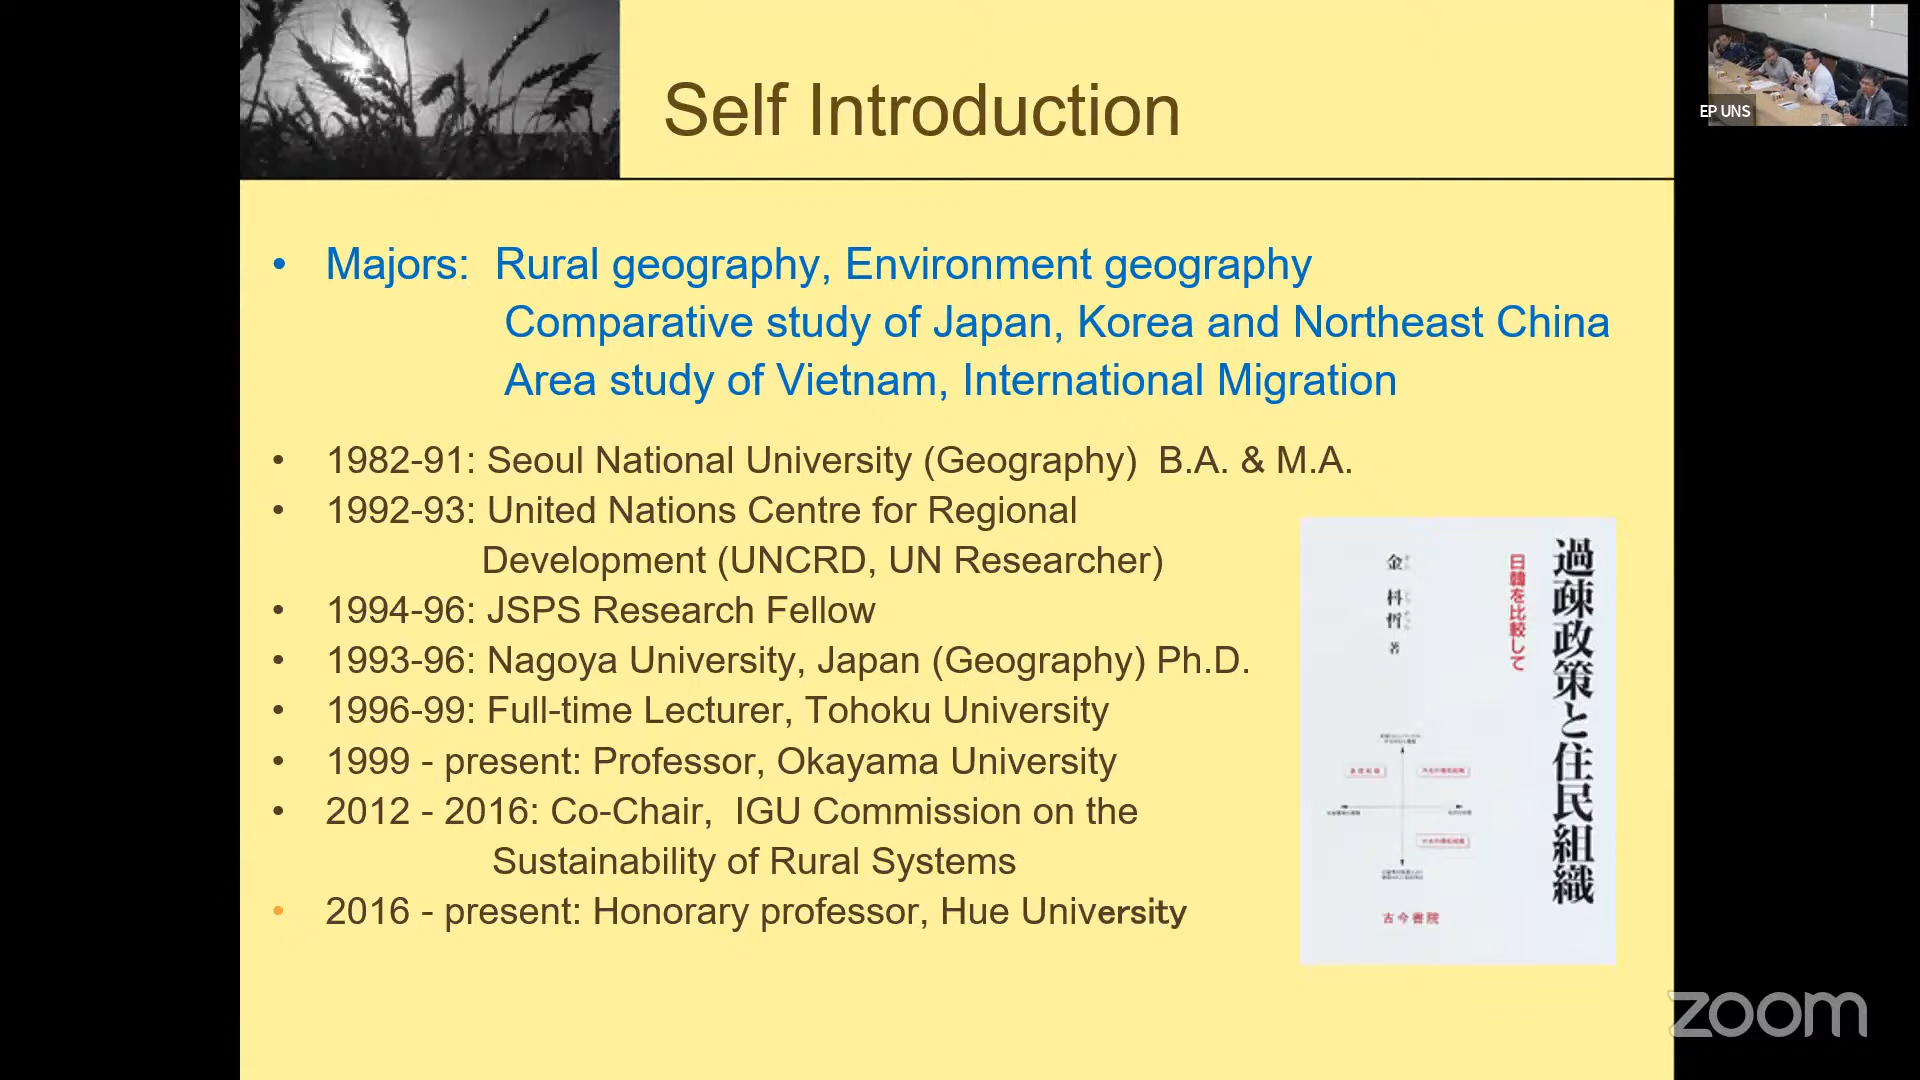 Self Introduction
EP UNS
• Majors: Rural geography, Environment geography
Comparative study of Japan, Korea and Northeast China
Area study of Vietnam, International Migration
• 1982-91: Seoul National University (Geography) B.A. & M.A.
• 1992-93: United Nations Centre for Regional
Development (UNCRD, UN Researcher)
• 1994-96: JSPS Research Fellow
• 1993-96: Nagoya University, Japan (Geography) Ph.D.
• 1996-99: Full-time Lecturer, Tohoku University
• 1999 - present: Professor, Okayama University
• 2012 - 2016: Co-Chair, IGU Commission on the
Sustainability of Rural Systems
• 2016 - present: Honorary professor, Hue University
過疎政策と住民組織
日韓を比較して
金 枓哲 著
古今書院
zoom